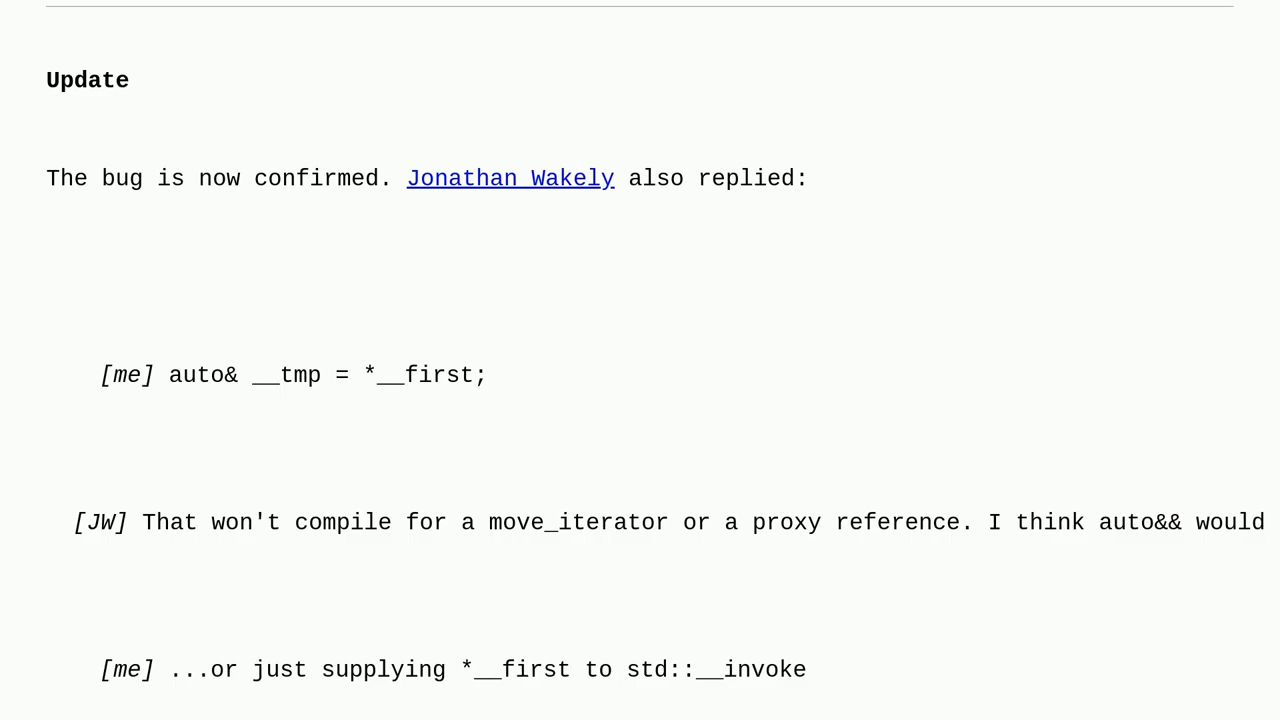 Update
The bug is now confirmed. Jonathan Wakely also replied:
[me] auto& __tmp = *__first;
[JW] That won't compile for a move_iterator or a proxy reference. I think auto&& would
[me] ...or just supplying *__first to std::__invoke